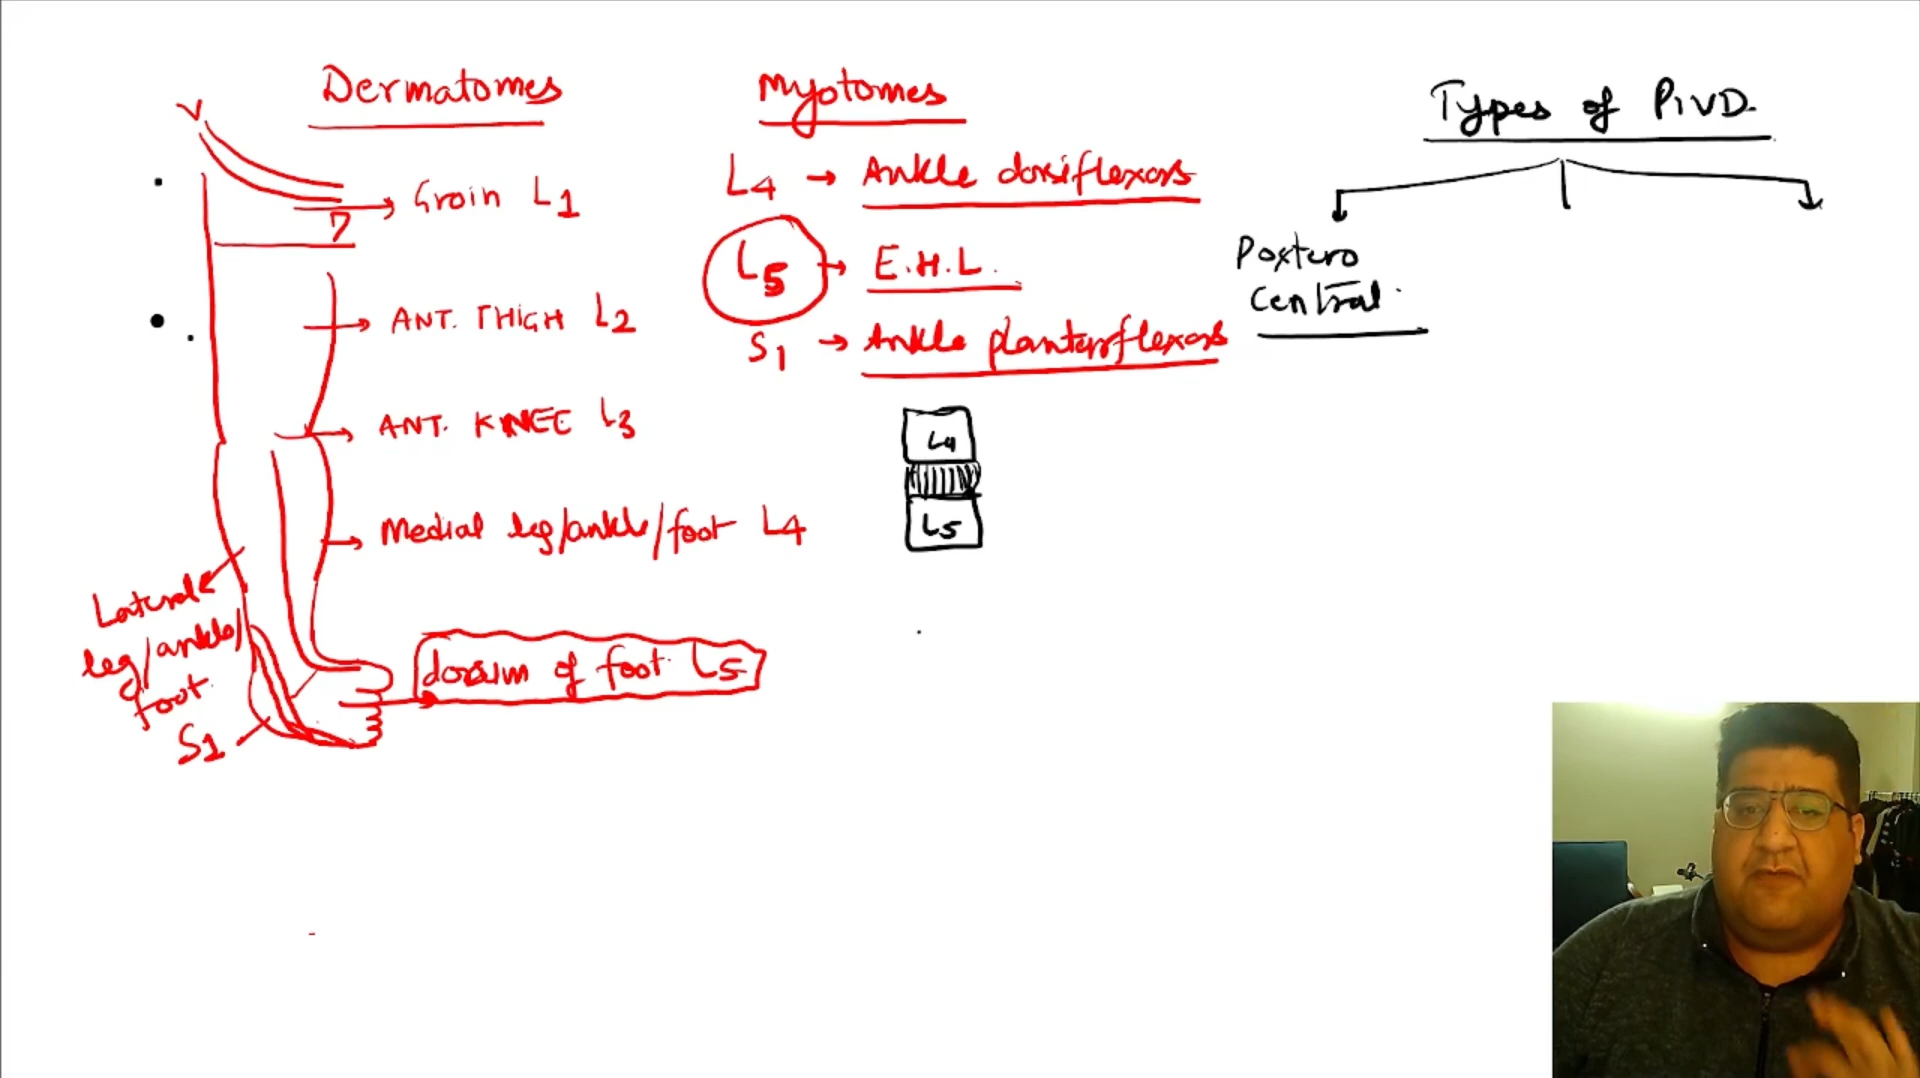 Dermatomes
Groin L1
ANT. THIGH L2
ANT. KNEE L3
Medial leg/ankle/foot L4
Lateral
leg/ankle/
foot
S1
dorsum of foot L5
Myotomes
L4 → Ankle dorsiflexors
L5 → E.H.L.
S1 → Ankle planterflexors
L4
L5
Types of PIVD.
Postero
Central